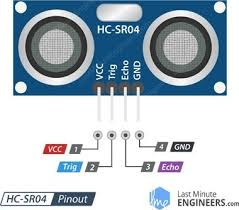 HC-SR04
VCC
Trig
Echo
GND
VCC 1
4 GND
Trig 2
3 Echo
HC-SR04 Pinout
Last Minute
ENGINEERS.com